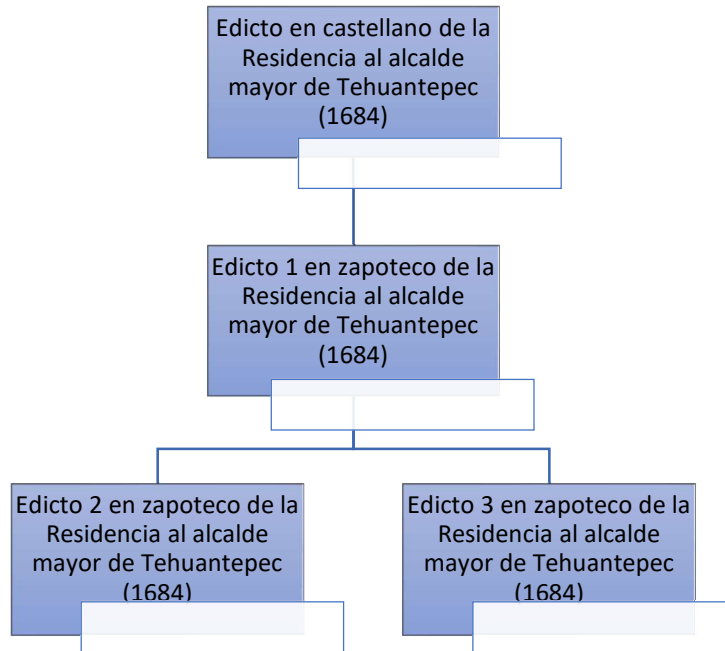 Edicto en castellano de la
Residencia al alcalde
mayor de Tehuantepec
(1684)
Edicto 1 en zapoteco de la
Residencia al alcalde
mayor de Tehuantepec
(1684)
Edicto 2 en zapoteco de la
Residencia al alcalde
mayor de Tehuantepec
(1684)
Edicto 3 en zapoteco de la
Residencia al alcalde
mayor de Tehuantepec
(1684)